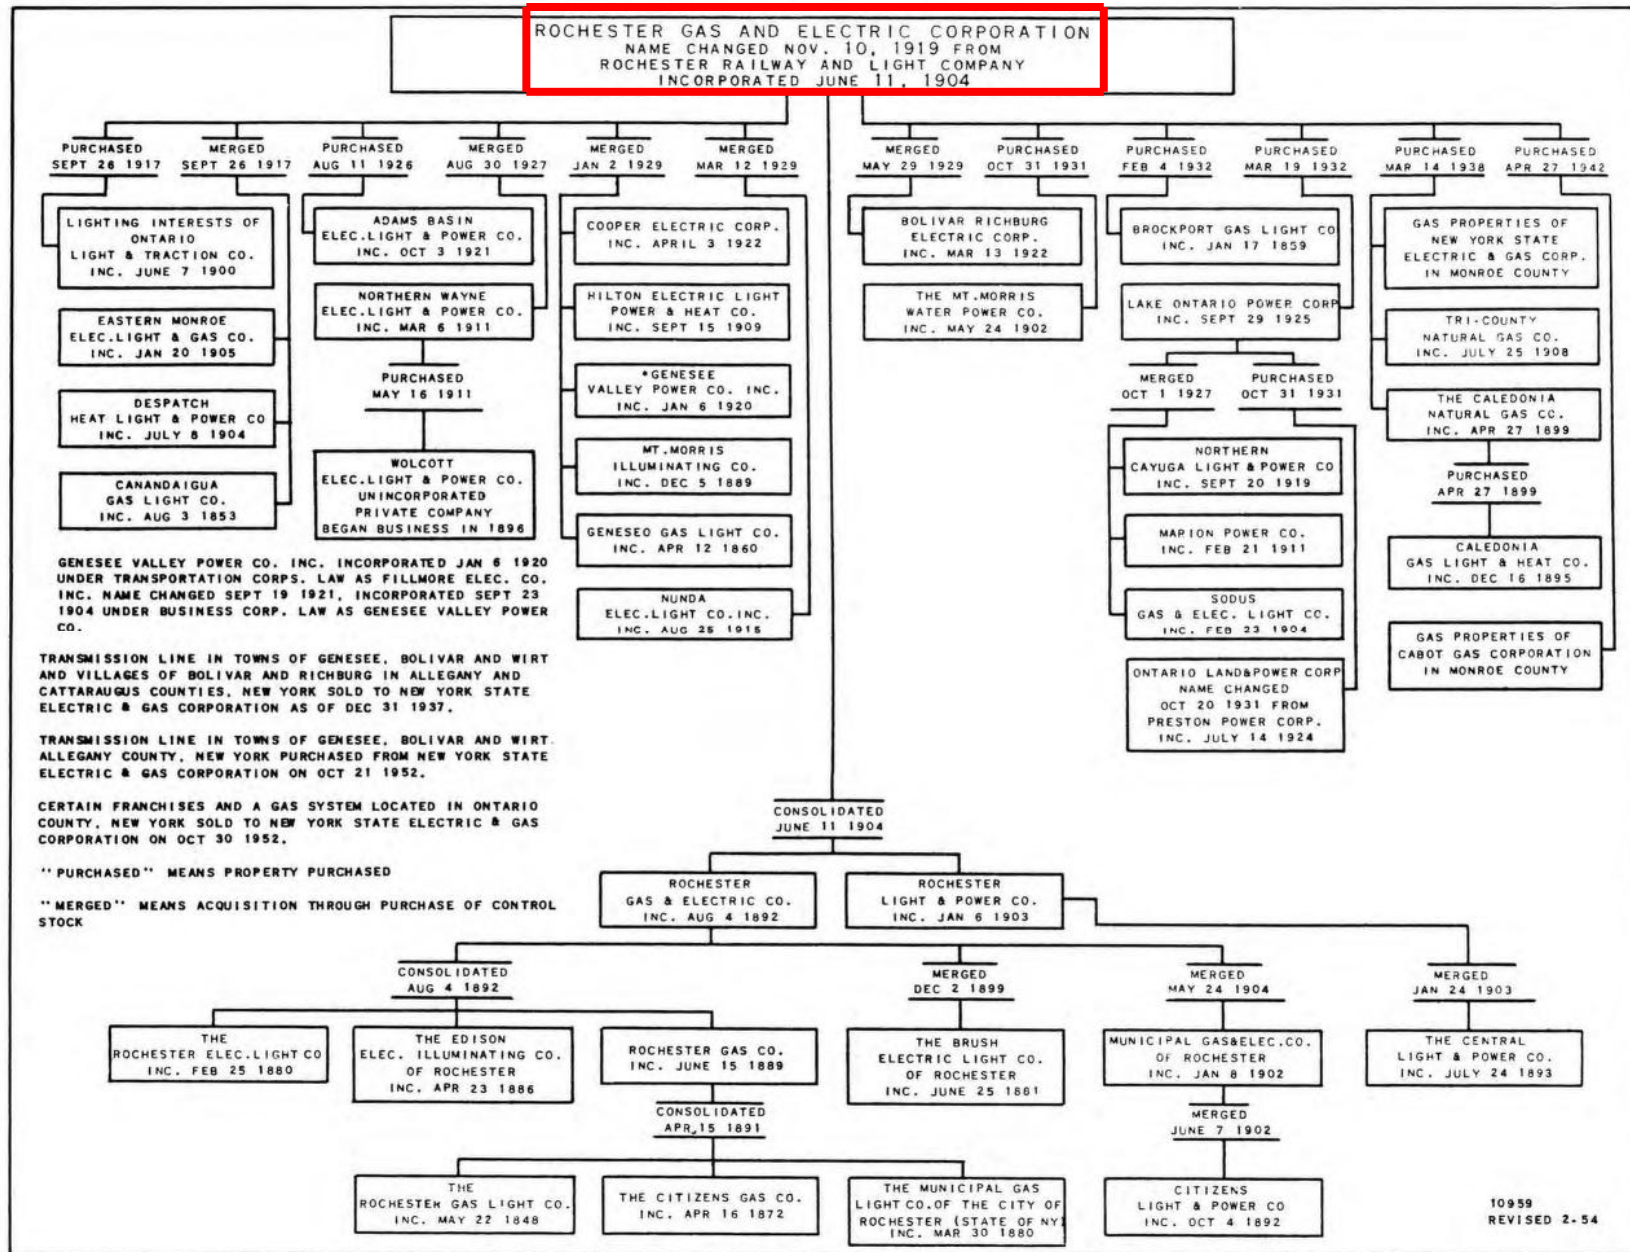 ROCHESTER GAS AND ELECTRIC CORPORATION
NAME CHANGED NOV. 10, 1919 FROM
ROCHESTER RAILWAY AND LIGHT COMPANY
INCORPORATED JUNE 11, 1904
PURCHASED
SEPT 26 1917
MERGED
SEPT 26 1917
PURCHASED
AUG 11 1926
MERGED
AUG 30 1927
MERGED
JAN 2 1929
MERGED
MAR 12 1929
MERGED
MAY 29 1929
PURCHASED
OCT 31 1931
PURCHASED
FEB 4 1932
PURCHASED
MAR 19 1932
PURCHASED
MAR 14 1938
PURCHASED
APR 27 1942
LIGHTING INTERESTS OF
ONTARIO
LIGHT & TRACTION CO.
INC. JUNE 7 1900
EASTERN MONROE
ELEC.LIGHT & GAS CO.
INC. JAN 20 1905
DESPATCH
HEAT LIGHT & POWER CO
INC. JULY 8 1904
CANANDAIGUA
GAS LIGHT CO.
INC. AUG 3 1853
ADAMS BASIN
ELEC.LIGHT & POWER CO.
INC. OCT 3 1921
NORTHERN WAYNE
ELEC.LIGHT & POWER CO.
INC. MAR 6 1911
PURCHASED
MAY 16 1911
WOLCOTT
ELEC.LIGHT & POWER CO.
UNINCORPORATED
PRIVATE COMPANY
BEGAN BUSINESS IN 1896
COOPER ELECTRIC CORP.
INC. APRIL 3 1922
HILTON ELECTRIC LIGHT
POWER & HEAT CO.
INC. SEPT 15 1909
*GENESEE
VALLEY POWER CO. INC.
INC. JAN 6 1920
MT.MORRIS
ILLUMINATING CO.
INC. DEC 5 1889
GENESEO GAS LIGHT CO.
INC. APR 12 1860
NUNDA
ELEC.LIGHT CO.INC.
INC. AUG 25 1915
BOLIVAR RICHBURG
ELECTRIC CORP.
INC. MAR 13 1922
THE MT.MORRIS
WATER POWER CO.
INC. MAY 24 1902
BROCKPORT GAS LIGHT CO
INC. JAN 17 1859
LAKE ONTARIO POWER CORP
INC. SEPT 29 1925
MERGED
OCT 1 1927
PURCHASED
OCT 31 1931
NORTHERN
CAYUGA LIGHT & POWER CO
INC. SEPT 20 1919
MARION POWER CO.
INC. FEB 21 1911
SODUS
GAS & ELEC. LIGHT CO.
INC. FEB 23 1904
ONTARIO LAND&POWER CORP
NAME CHANGED
OCT 20 1931 FROM
PRESTON POWER CORP.
INC. JULY 14 1924
GAS PROPERTIES OF
NEW YORK STATE
ELECTRIC & GAS CORP.
IN MONROE COUNTY
TRI-COUNTY
NATURAL GAS CO.
INC. JULY 25 1908
THE CALEDONIA
NATURAL GAS CO.
INC. APR 27 1899
PURCHASED
APR 27 1899
CALEDONIA
GAS LIGHT & HEAT CO.
INC. DEC 16 1895
GAS PROPERTIES OF
CABOT GAS CORPORATION
IN MONROE COUNTY
GENESEE VALLEY POWER CO. INC. INCORPORATED JAN 6 1920
UNDER TRANSPORTATION CORPS. LAW AS FILLMORE ELEC. CO.
INC. NAME CHANGED SEPT 19 1921, INCORPORATED SEPT 23
1904 UNDER BUSINESS CORP. LAW AS GENESEE VALLEY POWER
CO.
TRANSMISSION LINE IN TOWNS OF GENESEE, BOLIVAR AND WIRT
AND VILLAGES OF BOLIVAR AND RICHBURG IN ALLEGANY AND
CATTARAUGUS COUNTIES, NEW YORK SOLD TO NEW YORK STATE
ELECTRIC & GAS CORPORATION AS OF DEC 31 1937.
TRANSMISSION LINE IN TOWNS OF GENESEE, BOLIVAR AND WIRT
ALLEGANY COUNTY, NEW YORK PURCHASED FROM NEW YORK STATE
ELECTRIC & GAS CORPORATION ON OCT 21 1952.
CERTAIN FRANCHISES AND A GAS SYSTEM LOCATED IN ONTARIO
COUNTY, NEW YORK SOLD TO NEW YORK STATE ELECTRIC & GAS
CORPORATION ON OCT 30 1952.
"PURCHASED" MEANS PROPERTY PURCHASED
"MERGED" MEANS ACQUISITION THROUGH PURCHASE OF CONTROL
STOCK
CONSOLIDATED
JUNE 11 1904
ROCHESTER
GAS & ELECTRIC CO.
INC. AUG 4 1892
ROCHESTER
LIGHT & POWER CO.
INC. JAN 6 1903
CONSOLIDATED
AUG 4 1892
MERGED
DEC 2 1899
MERGED
MAY 24 1904
MERGED
JAN 24 1903
THE
ROCHESTER ELEC.LIGHT CO
INC. FEB 25 1880
THE EDISON
ELEC. ILLUMINATING CO.
OF ROCHESTER
INC. APR 23 1886
ROCHESTER GAS CO.
INC. JUNE 15 1889
THE BRUSH
ELECTRIC LIGHT CO.
OF ROCHESTER
INC. JUNE 25 1881
MUNICIPAL GAS&ELEC.CO.
OF ROCHESTER
INC. JAN 8 1902
THE CENTRAL
LIGHT & POWER CO.
INC. JULY 24 1893
CONSOLIDATED
APR,15 1891
MERGED
JUNE 7 1902
THE
ROCHESTER GAS LIGHT CO.
INC. MAY 22 1848
THE CITIZENS GAS CO.
INC. APR 16 1872
THE MUNICIPAL GAS
LIGHT CO.OF THE CITY OF
ROCHESTER (STATE OF NY)
INC. MAR 30 1880
CITIZENS
LIGHT & POWER CO
INC. OCT 4 1892
10959
REVISED 2-54